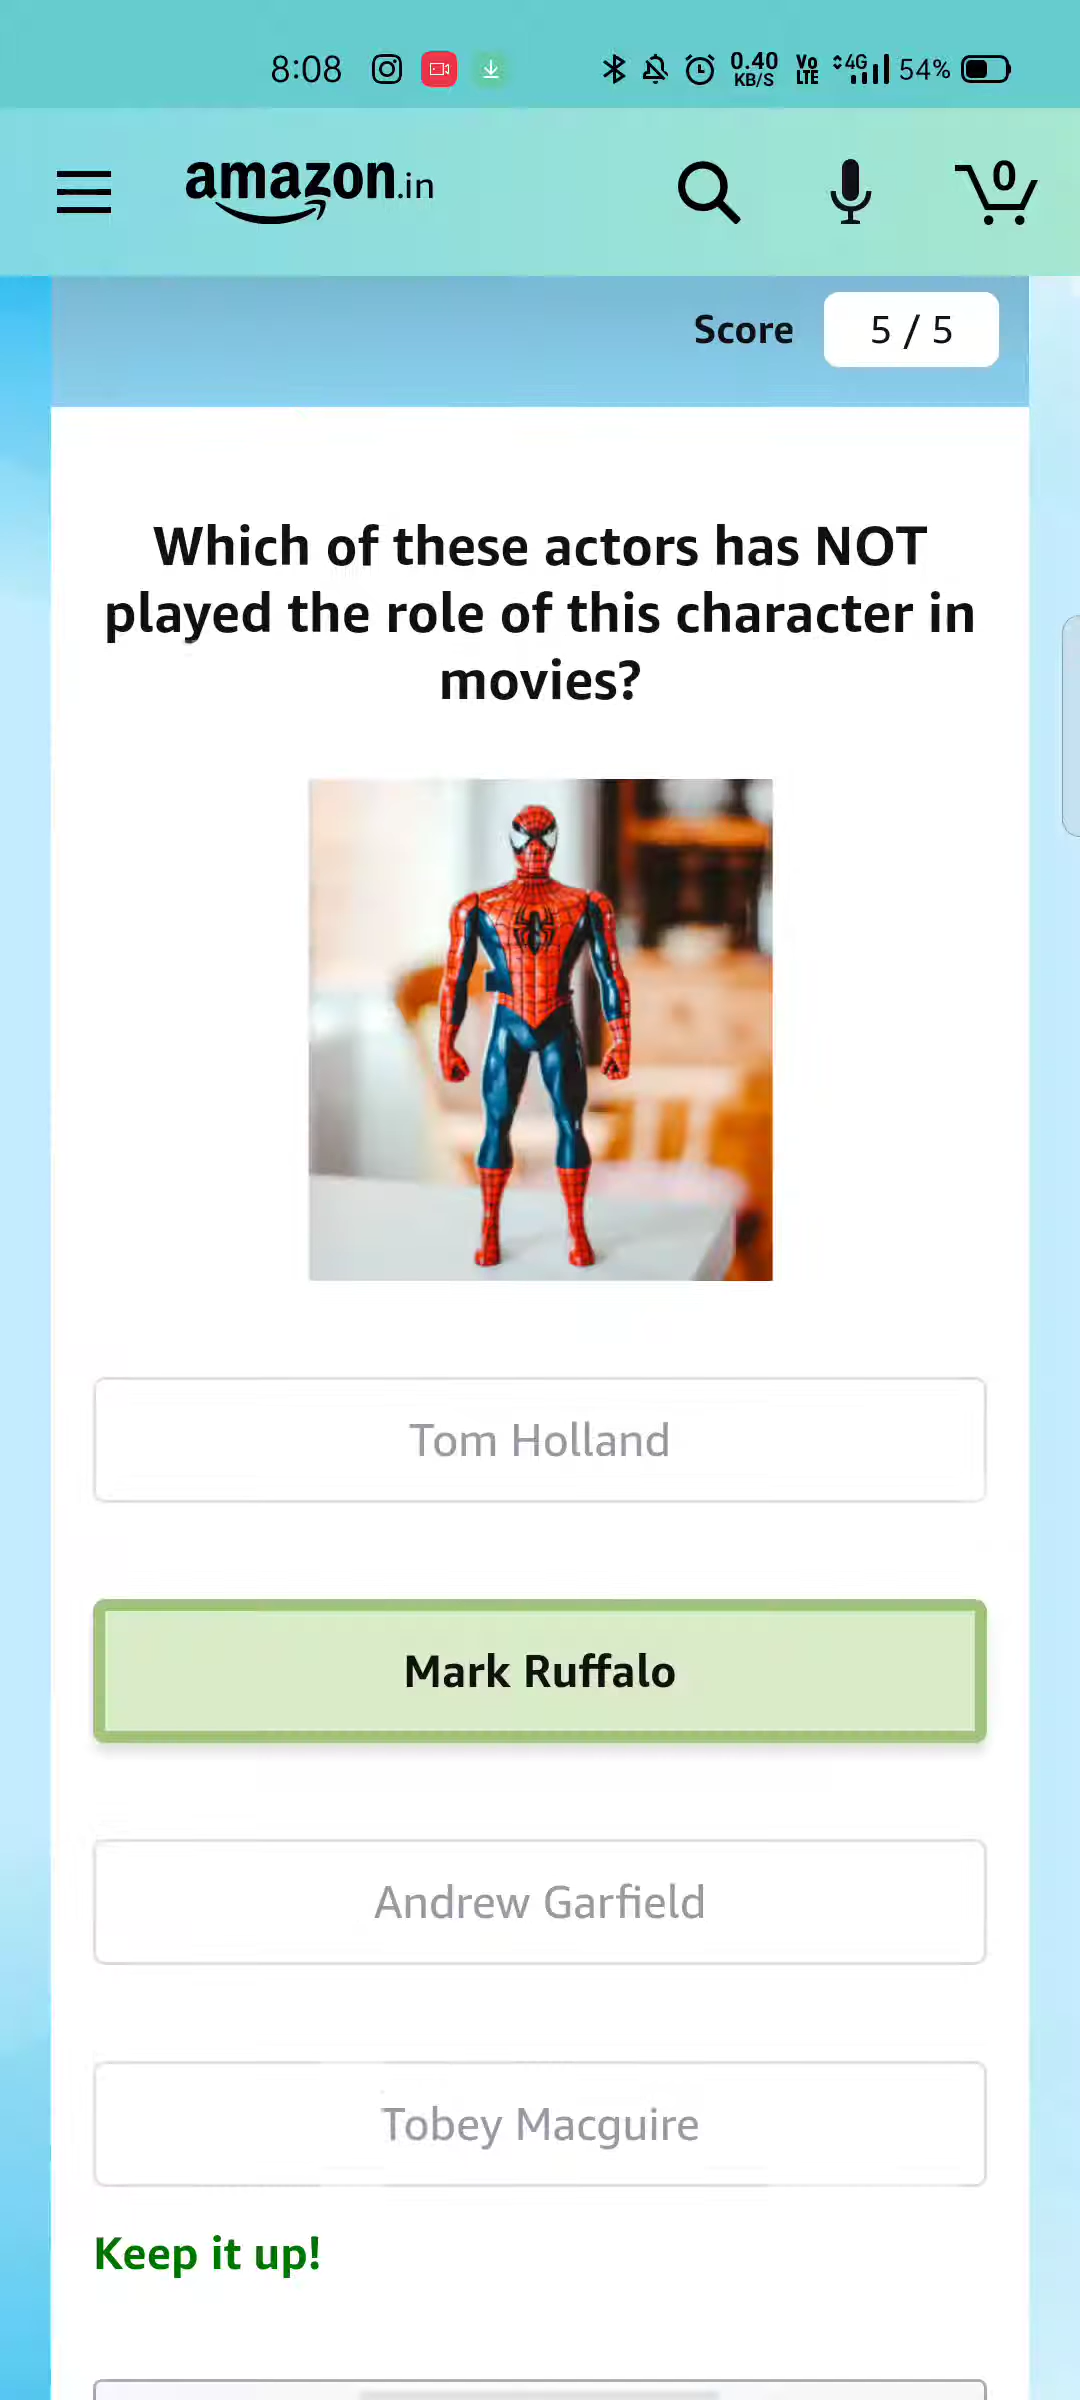 8:08 0.40 KB/S Vo LTE 4G 54%
amazon.in 0
Score 5 / 5
Which of these actors has NOT
played the role of this character in
movies?
Tom Holland
Mark Ruffalo
Andrew Garfield
Tobey Macguire
Keep it up!